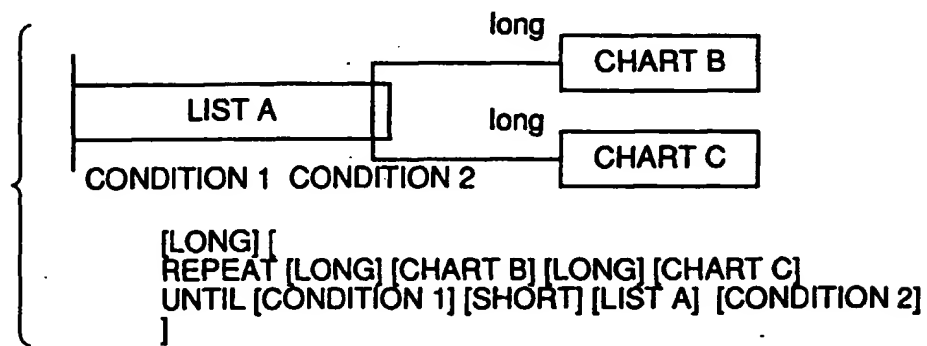 long
CHART B
LIST A
long
CHART C
CONDITION 1 CONDITION 2
[LONG] [
REPEAT [LONG] [CHART B] [LONG] [CHART C]
UNTIL [CONDITION 1] [SHORT] [LIST A] [CONDITION 2]
]